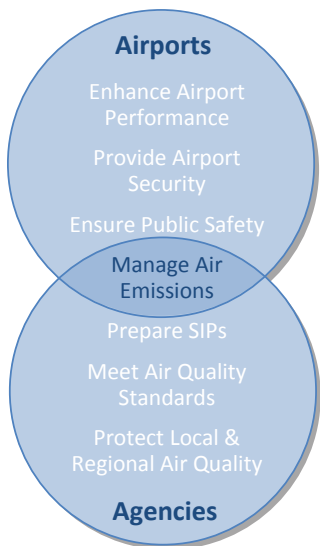 Airports
Enhance Airport
Performance
Provide Airport
Security
Ensure Public Safety
Manage Air
Emissions
Prepare SIPs
Meet Air Quality
Standards
Protect Local &
Regional Air Quality
Agencies